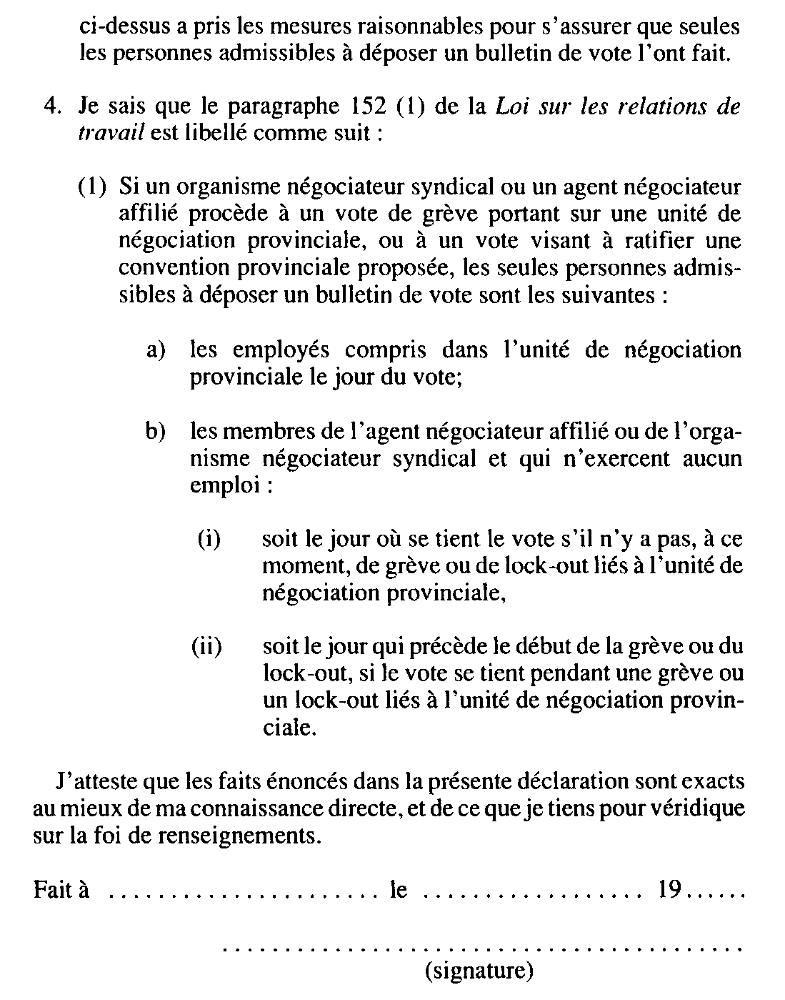 ci-dessus a pris les mesures raisonnables pour s'assurer que seules
les personnes admissibles à déposer un bulletin de vote l'ont fait.
4. Je sais que le paragraphe 152 (1) de la Loi sur les relations de
travail est libellé comme suit :
(1) Si un organisme négociateur syndical ou un agent négociateur
affilié procède à un vote de grève portant sur une unité de
négociation provinciale, ou à un vote visant à ratifier une
convention provinciale proposée, les seules personnes admis-
sibles à déposer un bulletin de vote sont les suivantes :
a) les employés compris dans l'unité de négociation
provinciale le jour du vote;
b) les membres de l'agent négociateur affilié ou de l'orga-
nisme négociateur syndical et qui n'exercent aucun
emploi :
(i) soit le jour où se tient le vote s'il n'y a pas, à ce
moment, de grève ou de lock-out liés à l'unité de
négociation provinciale,
(ii) soit le jour qui précède le début de la grève ou du
lock-out, si le vote se tient pendant une grève ou
un lock-out liés à l'unité de négociation provin-
ciale.
J'atteste que les faits énoncés dans la présente déclaration sont exacts
au mieux de ma connaissance directe, et de ce que je tiens pour véridique
sur la foi de renseignements.
Fait à ...................... le .................. 19......
..........................................
(signature)